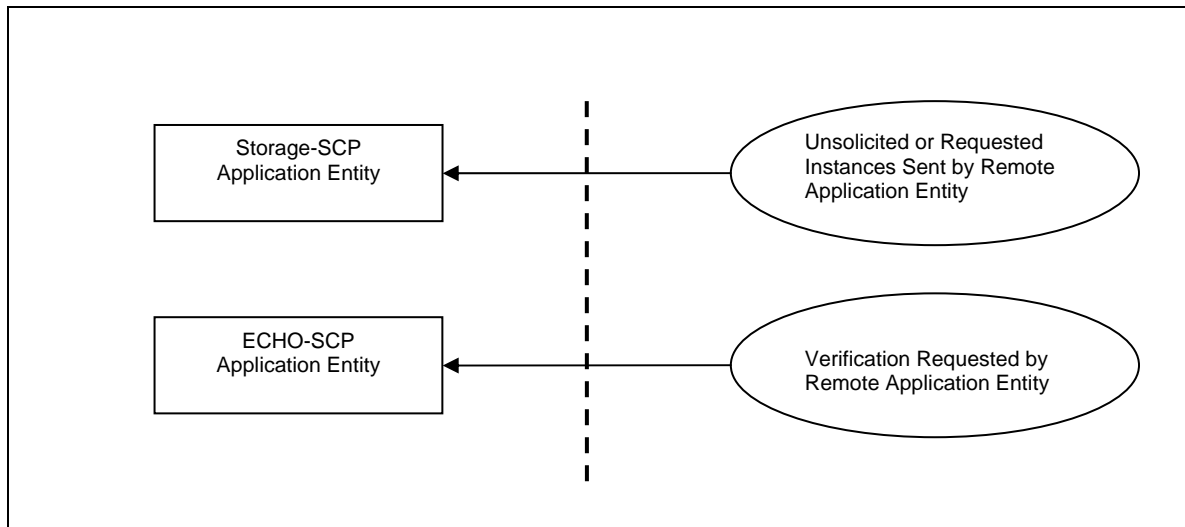 Storage-SCP
Application Entity
Unsolicited or Requested
Instances Sent by Remote
Application Entity
ECHO-SCP
Application Entity
Verification Requested by
Remote Application Entity